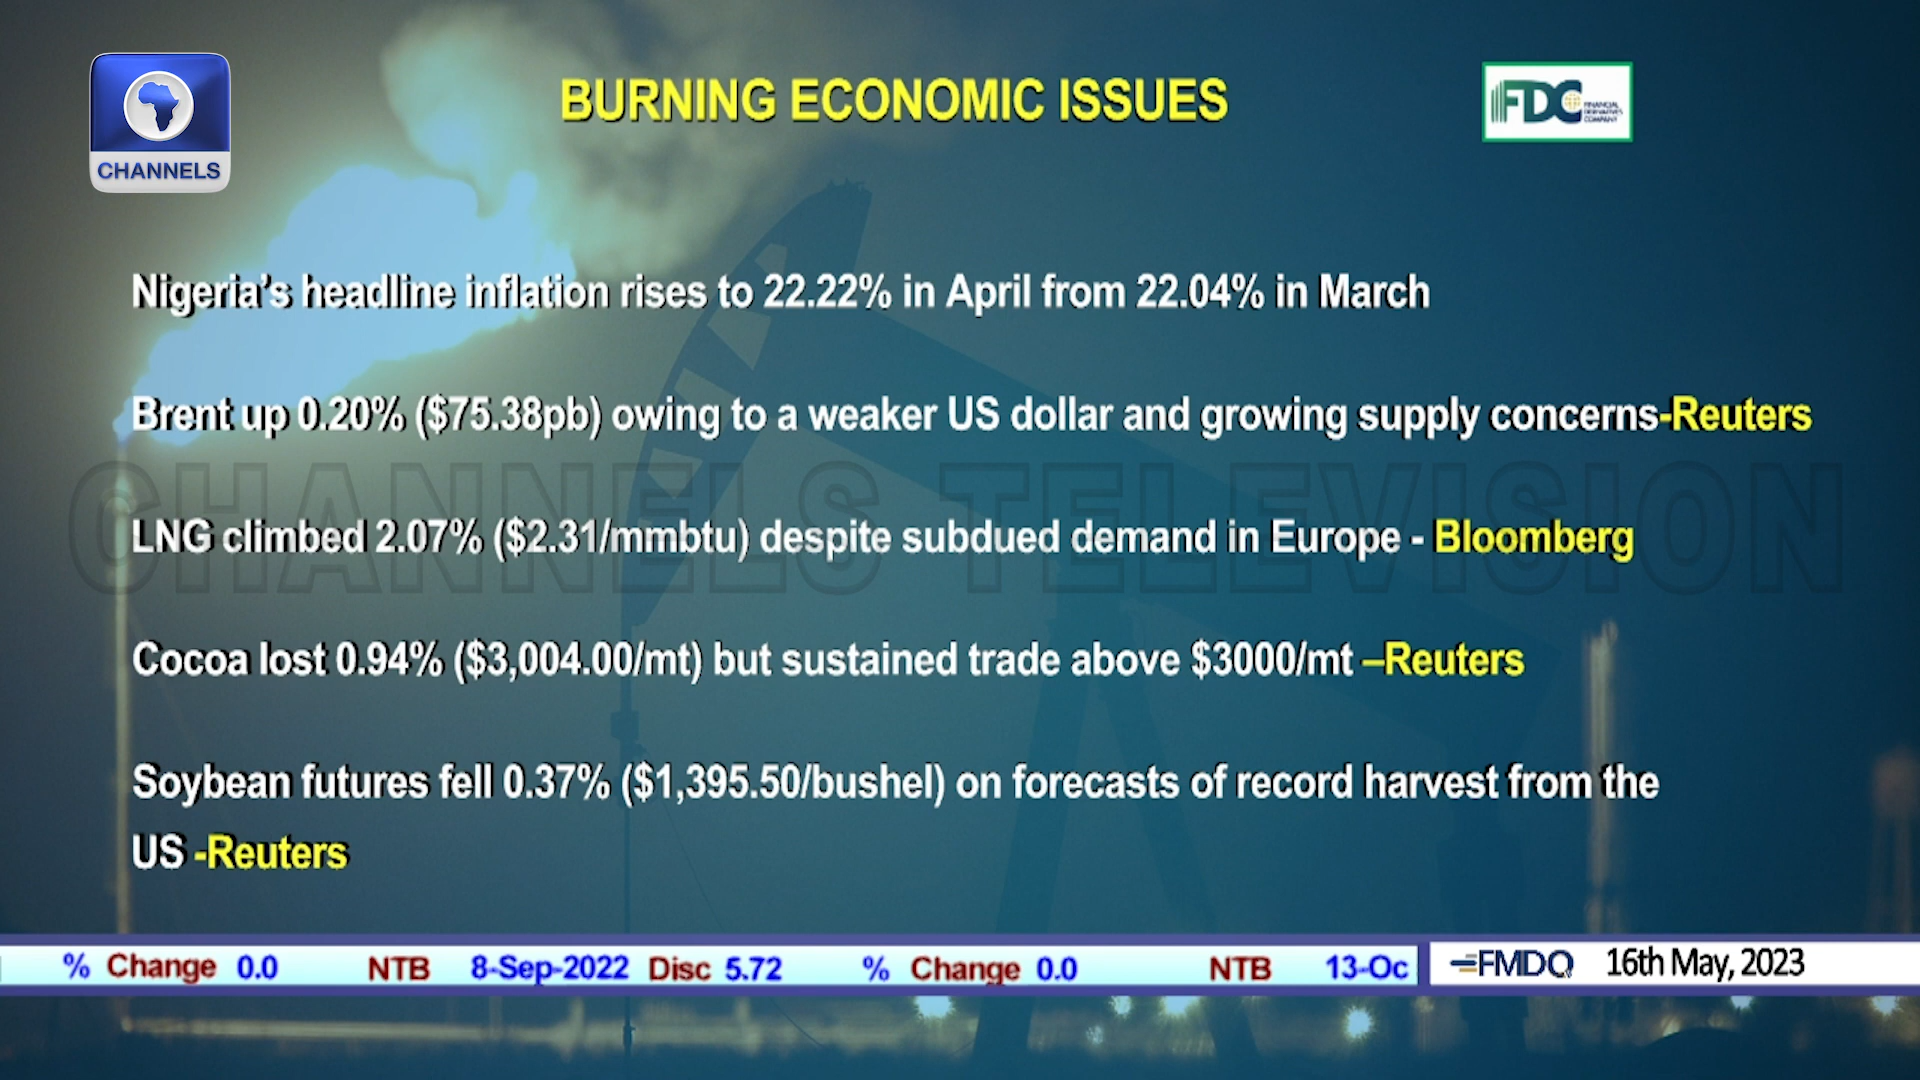 CHANNELS
BURNING ECONOMIC ISSUES
FDC FINANCIAL
DERIVATIVES
COMPANY
Nigeria's headline inflation rises to 22.22% in April from 22.04% in March
Brent up 0.20% ($75.38pb) owing to a weaker US dollar and growing supply concerns-Reuters
CHANNELS TELEVISION
LNG climbed 2.07% ($2.31/mmbtu) despite subdued demand in Europe - Bloomberg
Cocoa lost 0.94% ($3,004.00/mt) but sustained trade above $3000/mt –Reuters
Soybean futures fell 0.37% ($1,395.50/bushel) on forecasts of record harvest from the
US -Reuters
% Change 0.0 NTB 8-Sep-2022 Disc 5.72 % Change 0.0 NTB 13-Oc FMDQ 16th May, 2023